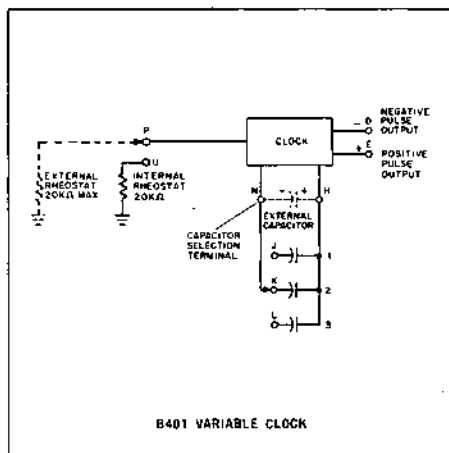 NEGATIVE
PULSE
OUTPUT
− D
+ E
POSITIVE
PULSE
OUTPUT
CLOCK
P
U
EXTERNAL
RHEOSTAT
20KΩ MAX
INTERNAL
RHEOSTAT
20KΩ
N
− +
H
EXTERNAL
CAPACITOR
CAPACITOR
SELECTION
TERMINAL
J
1
K
2
L
3
B401 VARIABLE CLOCK